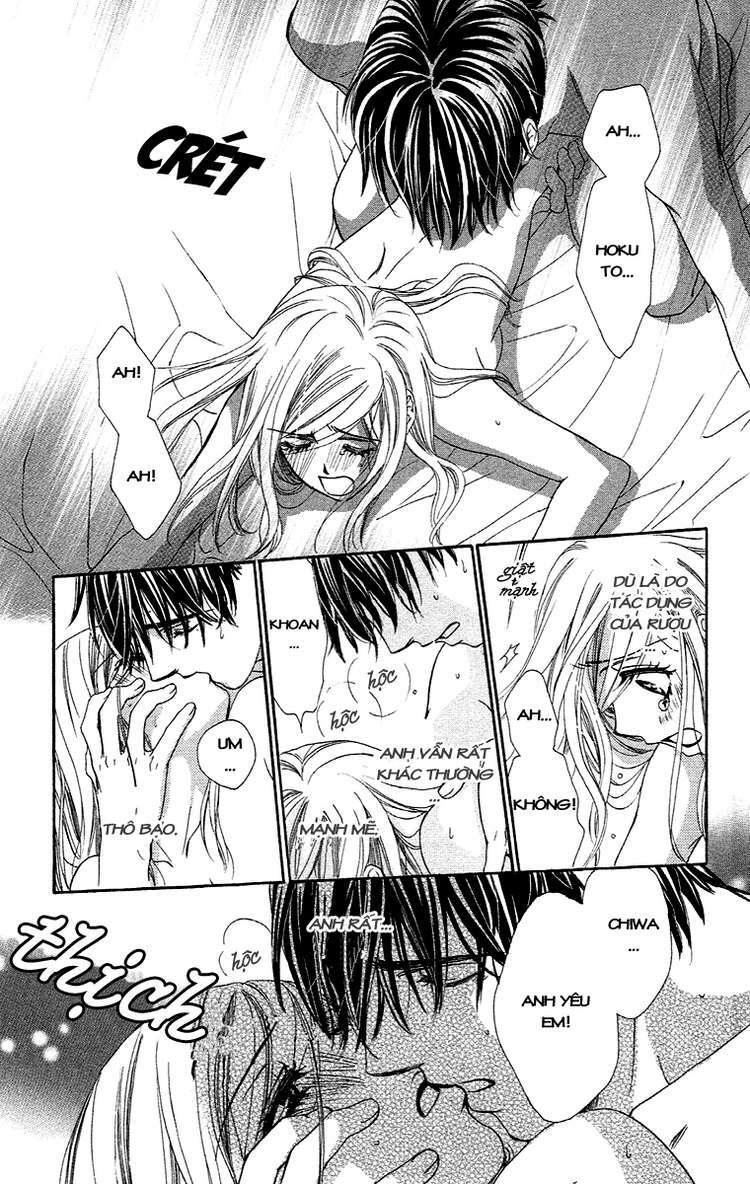 CRÉT
AH...
HOKU
TO...
AH!
AH!
giật
mạnh
DÙ LÀ DO
TÁC DỤNG
CỦA RƯỢU
AH...
KHÔNG!
KHOAN
...
hộc
hộc
ANH VẪN RẤT
KHÁC THƯỜNG
...
MẠNH MẼ,
ƯM
...
THÔ BẠO.
ANH RẤT...
CHIWA
...
ANH YÊU
EM!
hộc
thịch